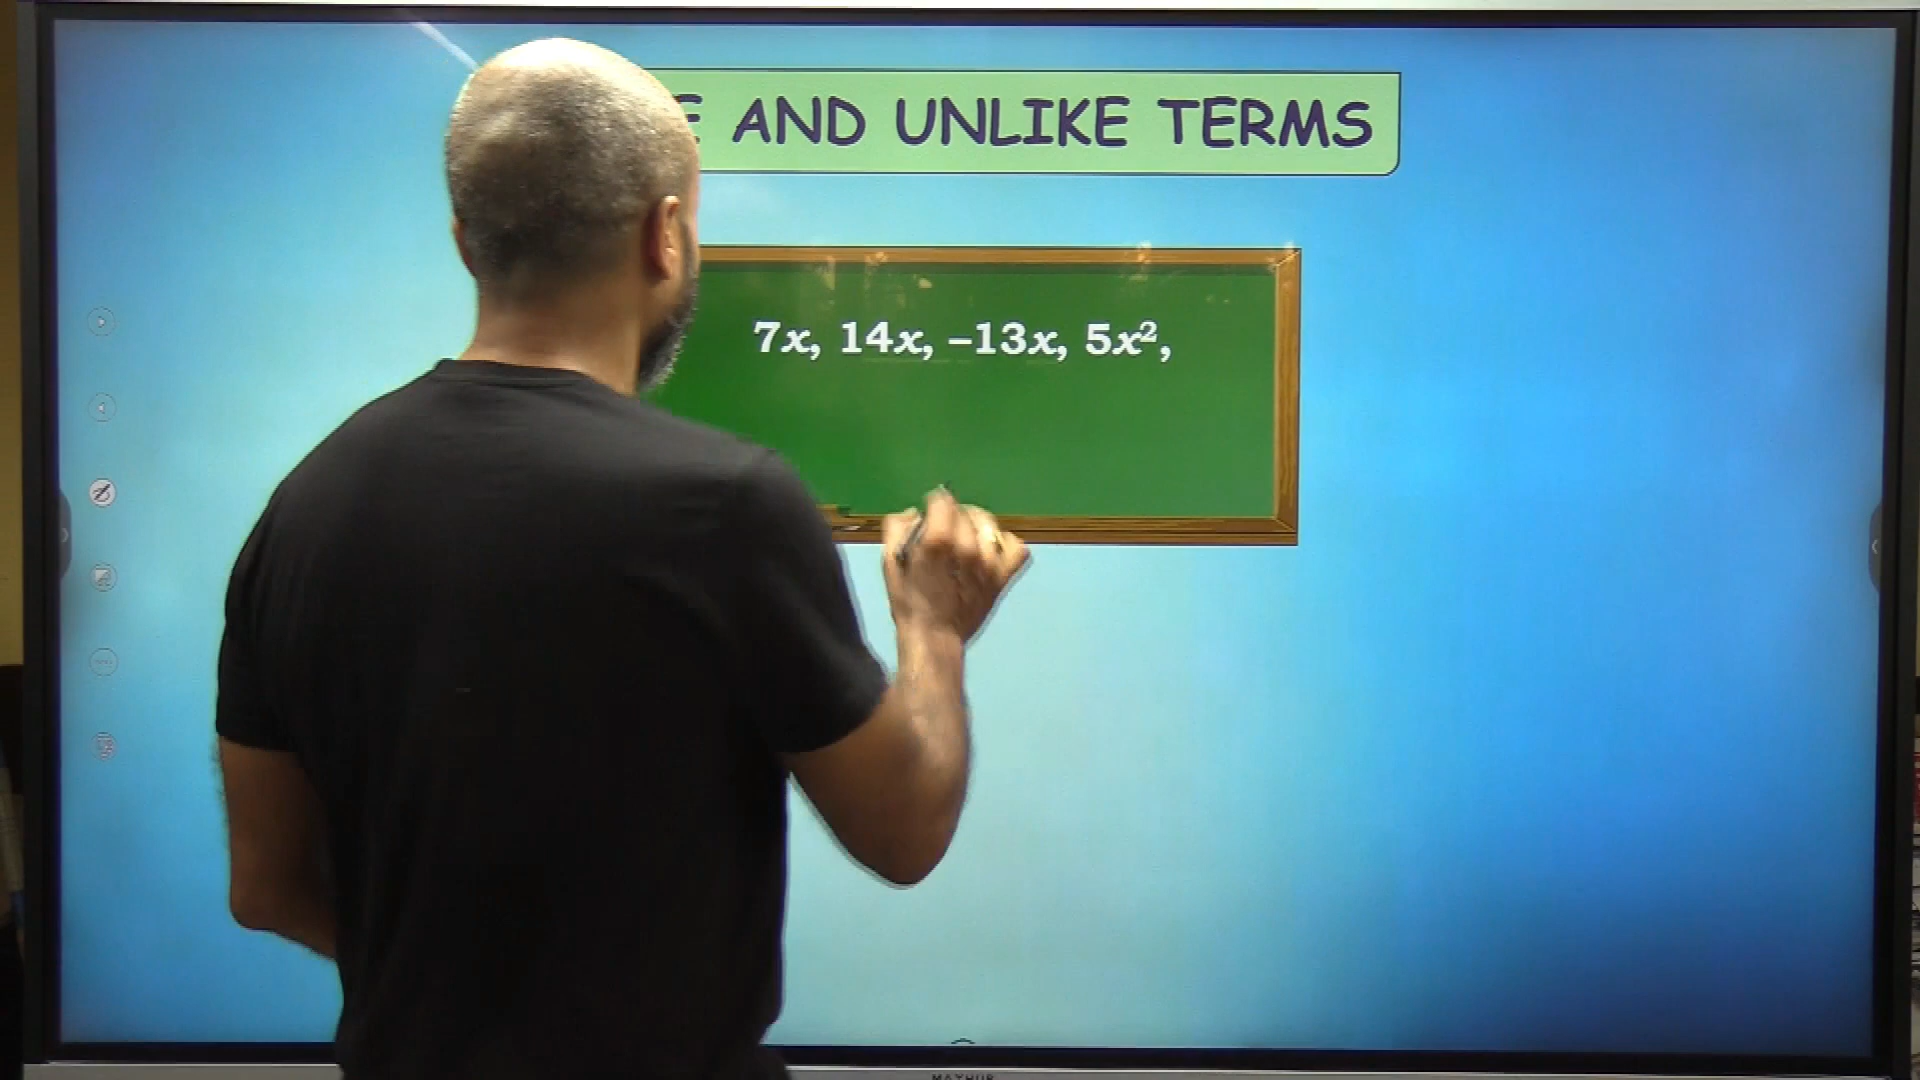 AND UNLIKE TERMS
7x, 14x, –13x, 5x²,